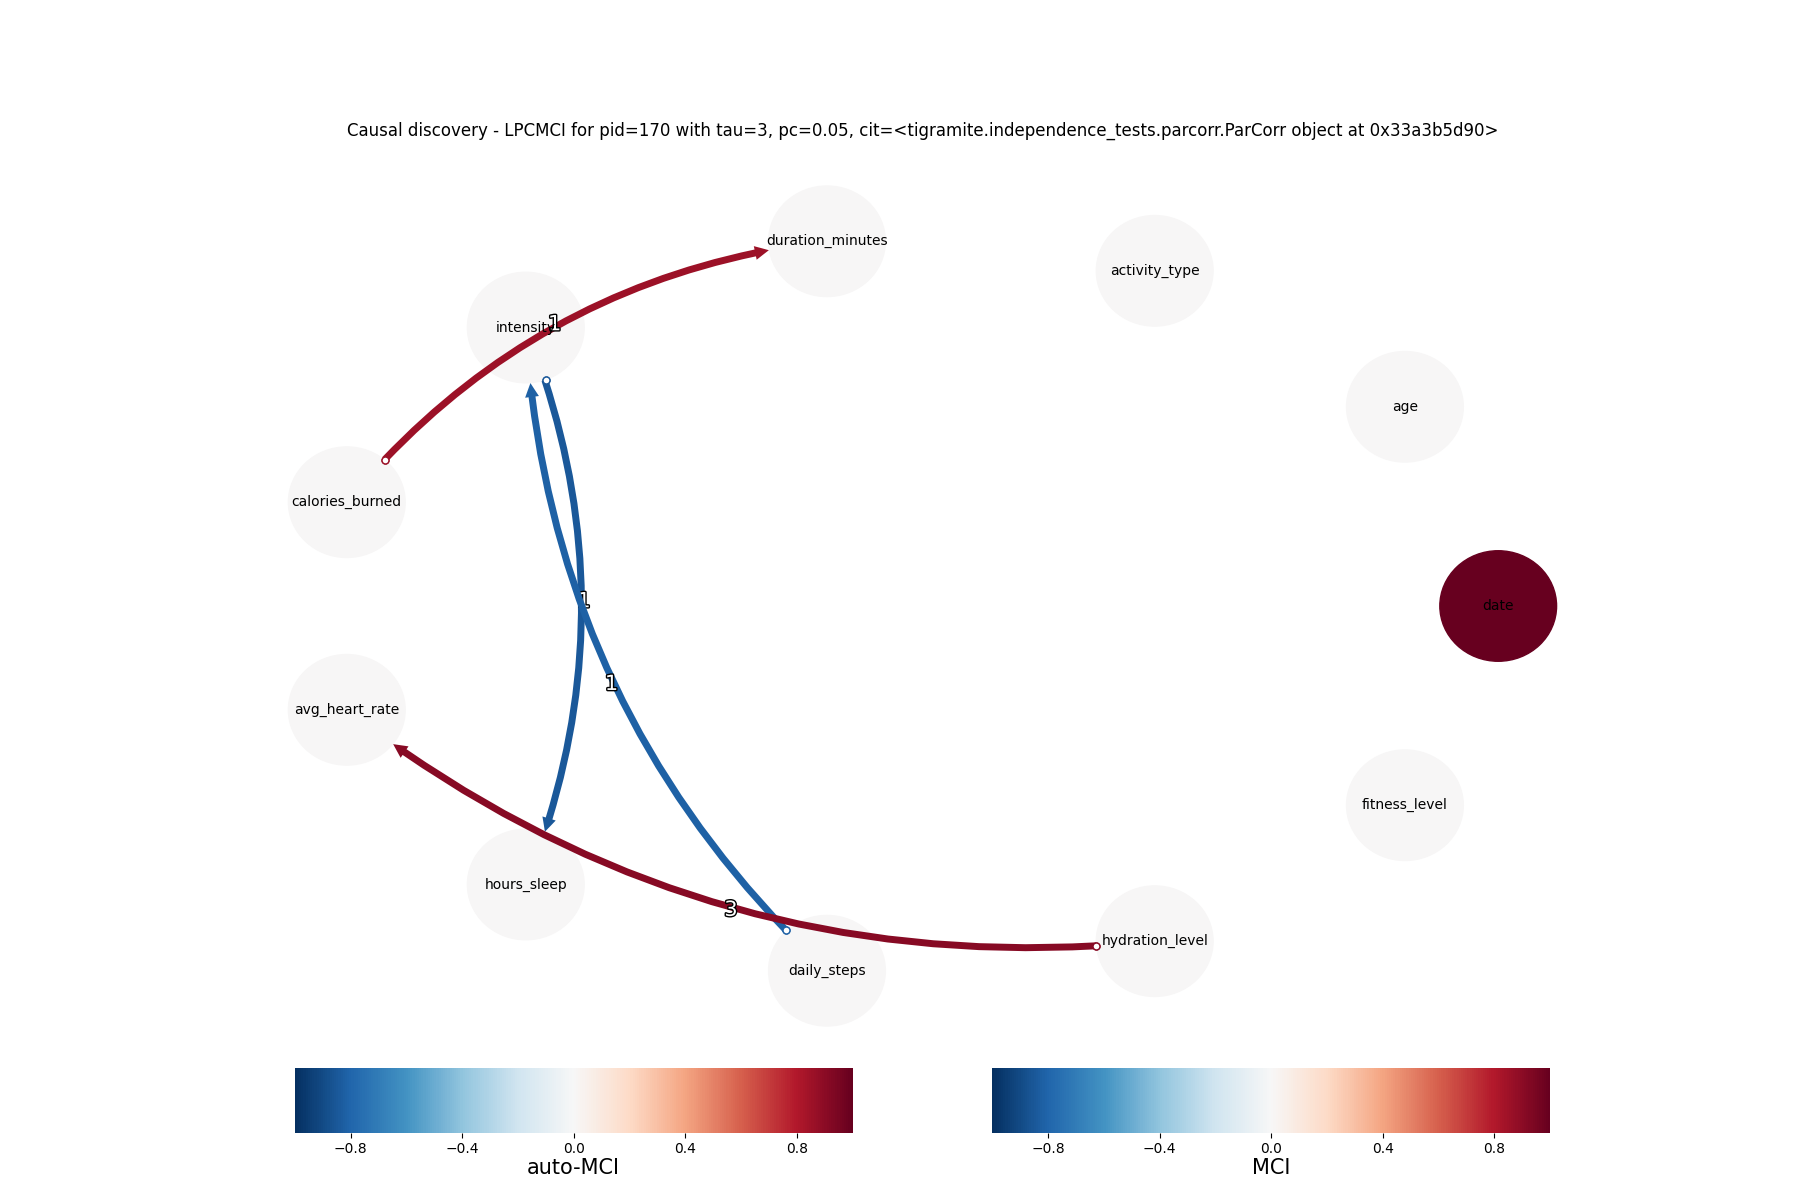 Causal discovery - LPCMCI for pid=170 with tau=3, pc=0.05, cit=<tigramite.independence_tests.parcorr.ParCorr object at 0x33a3b5d90>
duration_minutes
activity_type
intensity
1
age
calories_burned
1
date
1
avg_heart_rate
fitness_level
hours_sleep
3
hydration_level
daily_steps
−0.8 −0.4 0.0 0.4 0.8
auto-MCI
−0.8 −0.4 0.0 0.4 0.8
MCI